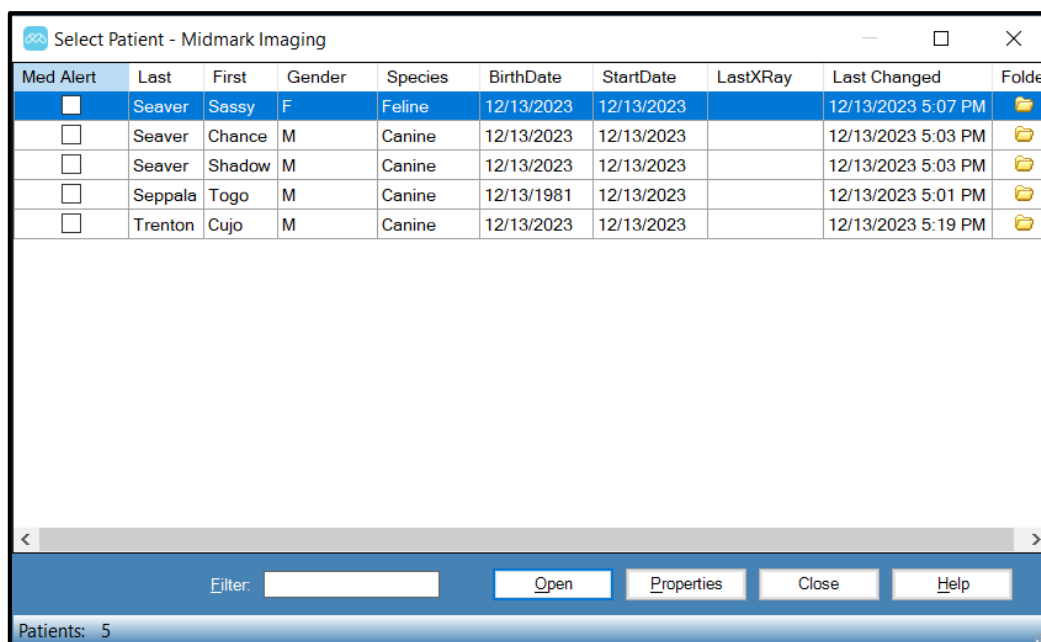 Select Patient - Midmark Imaging
Med Alert Last First Gender Species BirthDate StartDate LastXRay Last Changed Folde
Seaver Sassy F Feline 12/13/2023 12/13/2023 12/13/2023 5:07 PM
Seaver Chance M Canine 12/13/2023 12/13/2023 12/13/2023 5:03 PM
Seaver Shadow M Canine 12/13/2023 12/13/2023 12/13/2023 5:03 PM
Seppala Togo M Canine 12/13/1981 12/13/2023 12/13/2023 5:01 PM
Trenton Cujo M Canine 12/13/2023 12/13/2023 12/13/2023 5:19 PM
Filter: Open Properties Close Help
Patients: 5